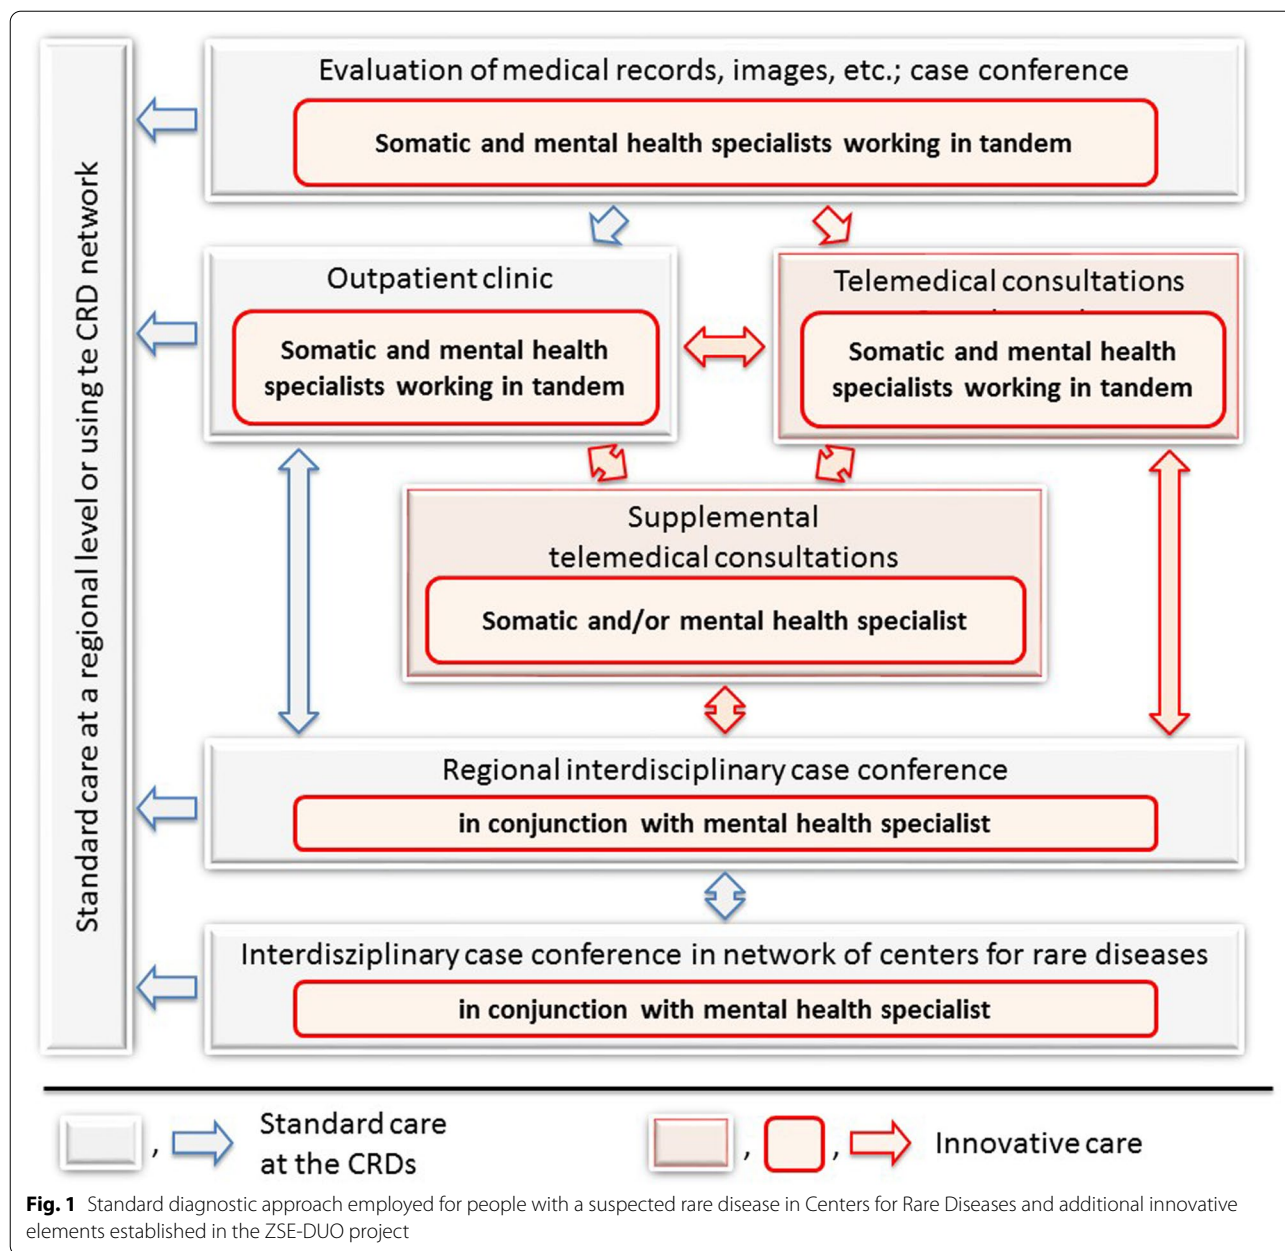 Standard care at a regional level or using te CRD network
Evaluation of medical records, images, etc.; case conference
Somatic and mental health specialists working in tandem
Outpatient clinic
Somatic and mental health
specialists working in tandem
Telemedical consultations
Somatic and mental health
specialists working in tandem
Supplemental
telemedical consultations
Somatic and/or mental health specialist
Regional interdisciplinary case conference
in conjunction with mental health specialist
Interdisziplinary case conference in network of centers for rare diseases
in conjunction with mental health specialist
, Standard care
at the CRDs
, , Innovative care
Fig. 1 Standard diagnostic approach employed for people with a suspected rare disease in Centers for Rare Diseases and additional innovative
elements established in the ZSE-DUO project